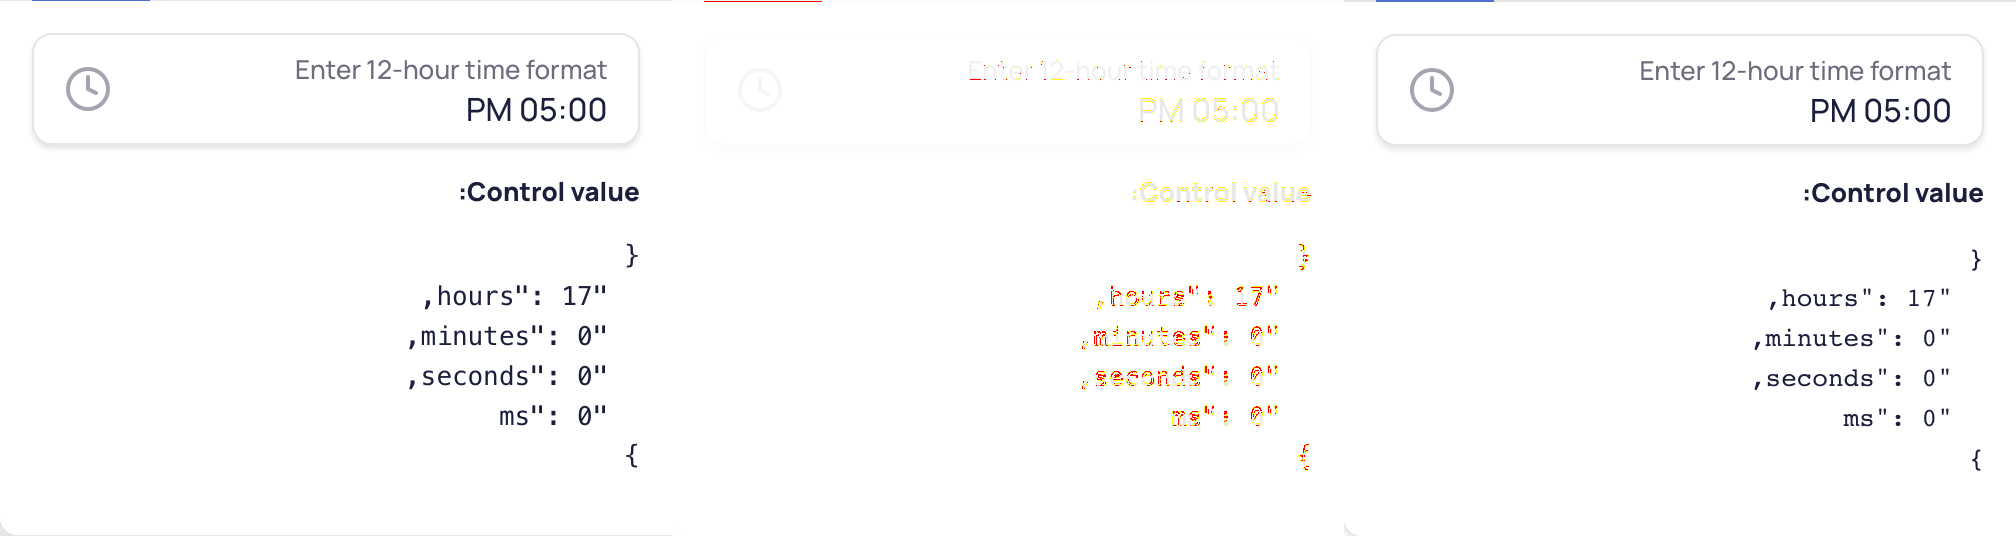 Enter 12-hour time format
PM 05:00
:Control value
}
,hours": 17"
,minutes": 0"
,seconds": 0"
ms": 0"
{
Enter 12-hour time format
PM 05:00
:Control value
}
,hours": 17"
,minutes": 0"
,seconds": 0"
ms": 0"
{
Enter 12-hour time format
PM 05:00
:Control value
}
,hours": 17"
,minutes": 0"
,seconds": 0"
ms": 0"
{